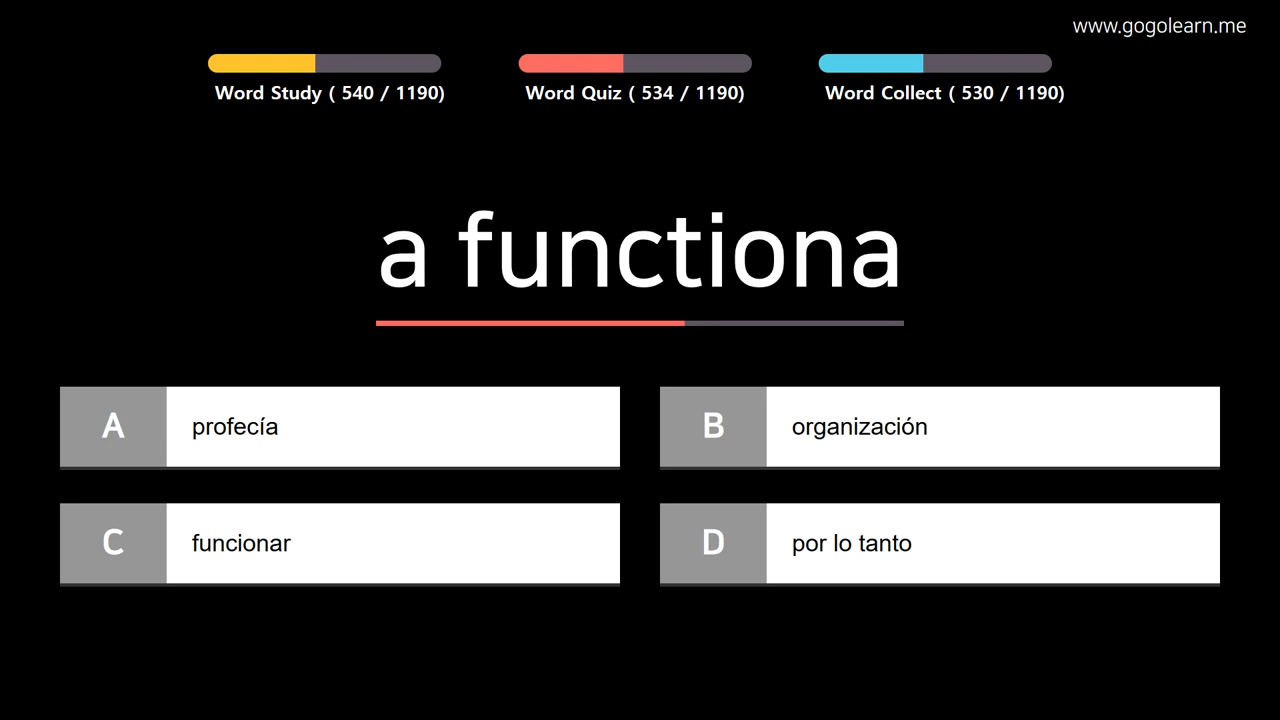 www.gogolearn.me
Word Study ( 540 / 1190)
Word Quiz ( 534 / 1190)
Word Collect ( 530 / 1190)
a functiona
A
profecía
B
organización
C
funcionar
D
por lo tanto